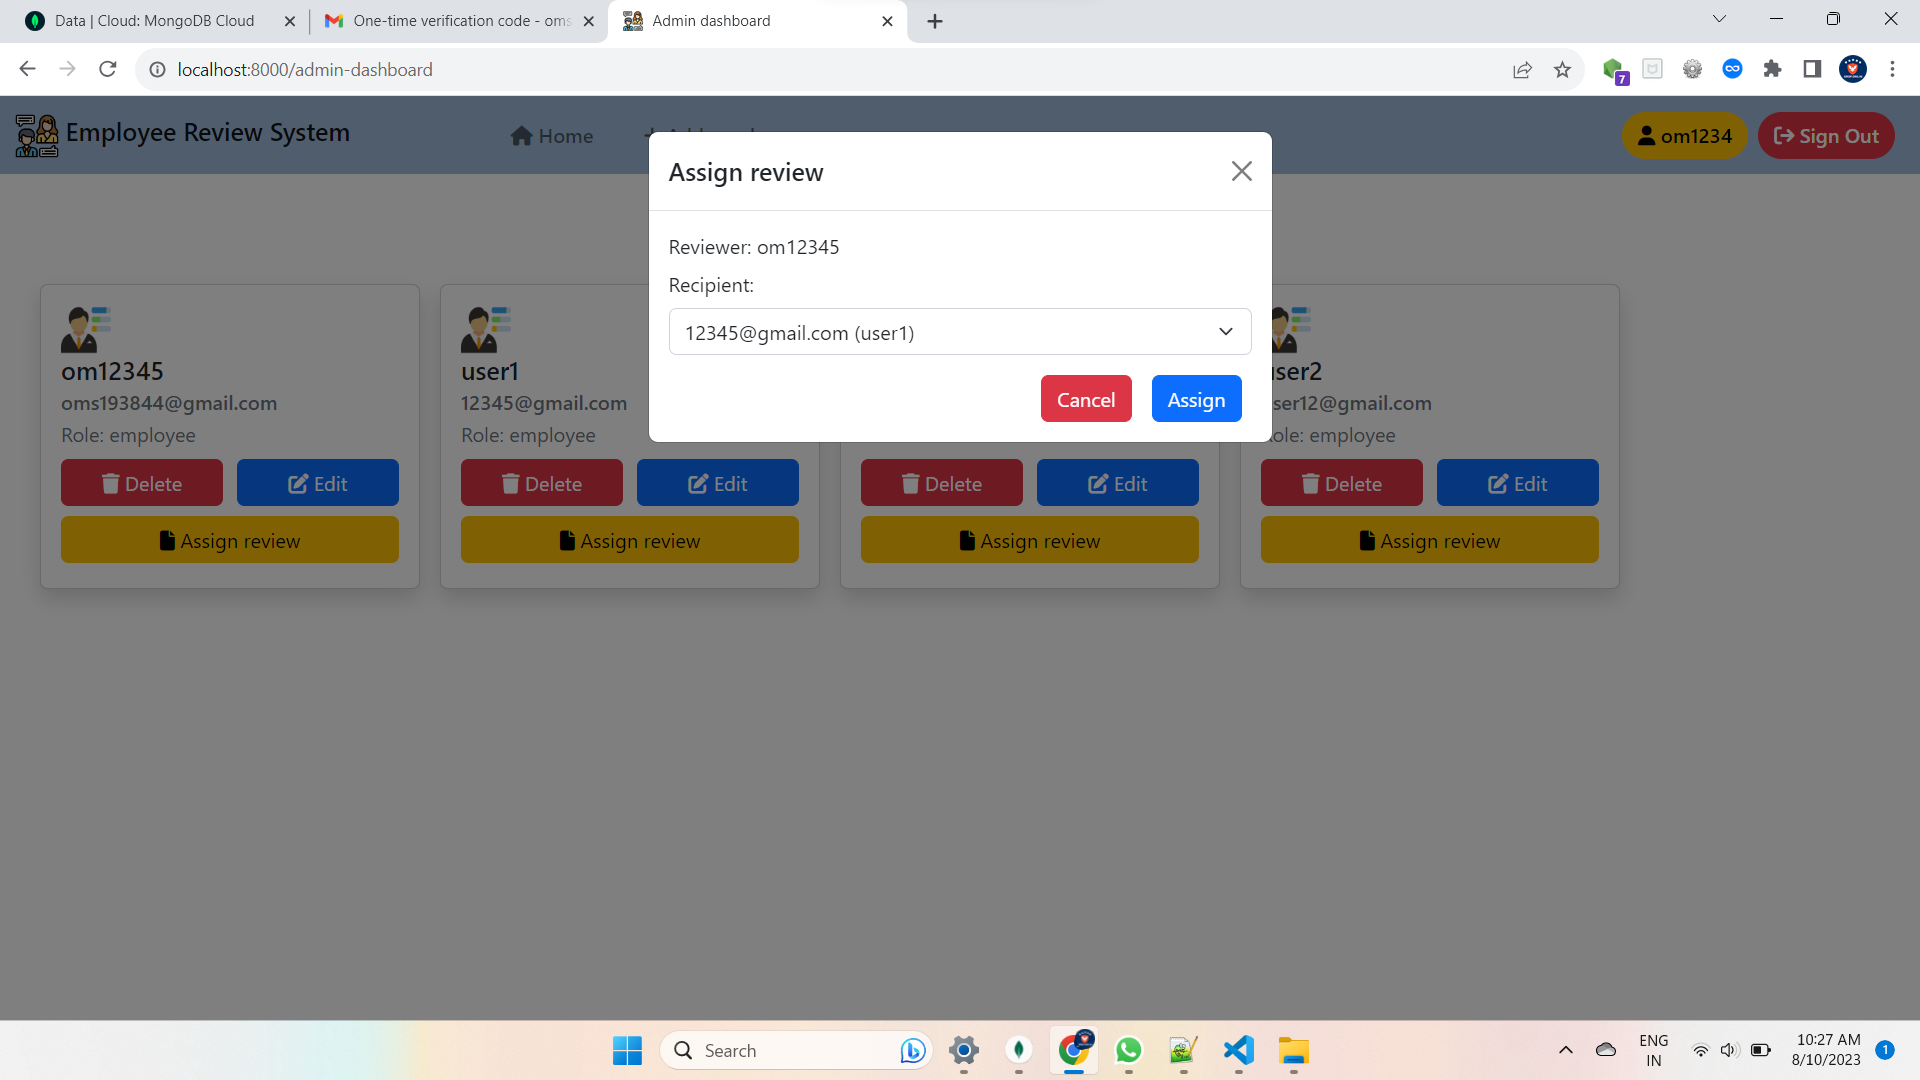 Data | Cloud: MongoDB Cloud
One-time verification code - oms
Admin dashboard
localhost:8000/admin-dashboard
7
Employee Review System
Home
om1234
Sign Out
Assign review
Reviewer: om12345
Recipient:
12345@gmail.com (user1)
Cancel
Assign
om12345
oms193844@gmail.com
Role: employee
Delete
Edit
Assign review
user1
12345@gmail.com
Role: employee
Delete
Edit
Assign review
Delete
Edit
Assign review
ser2
ser12@gmail.com
ole: employee
Delete
Edit
Assign review
Search
ENG
IN
10:27 AM
8/10/2023
1